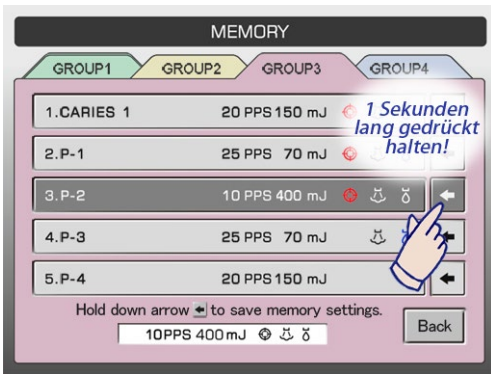 MEMORY
GROUP1 GROUP2 GROUP3 GROUP4
1 Sekunden
lang gedrückt
halten!
1.CARIES 1 20 PPS 150 mJ
2.P-1 25 PPS 70 mJ
3.P-2 10 PPS 400 mJ
4.P-3 25 PPS 70 mJ
5.P-4 20 PPS 150 mJ
Hold down arrow to save memory settings.
10PPS 400mJ
Back